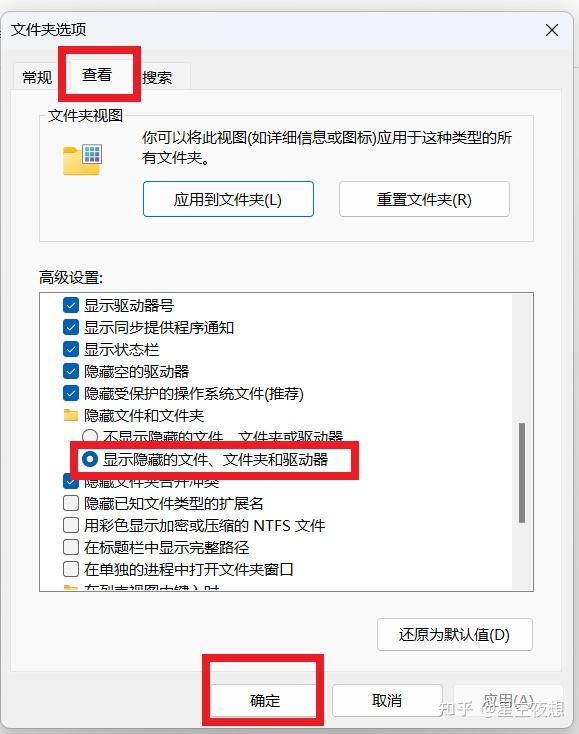 文件夹选项
常规
查看
搜索
文件夹视图
你可以将此视图(如详细信息或图标)应用于这种类型的所
有文件夹。
应用到文件夹(L)
重置文件夹(R)
高级设置:
显示驱动器号
显示同步提供程序通知
显示状态栏
隐藏空的驱动器
隐藏受保护的操作系统文件(推荐)
隐藏文件和文件夹
不显示隐藏的文件、文件夹或驱动器
显示隐藏的文件、文件夹和驱动器
隐藏文件夹合并冲突
隐藏已知文件类型的扩展名
用彩色显示加密或压缩的 NTFS 文件
在标题栏中显示完整路径
在单独的进程中打开文件夹窗口
在列表视图中键入时
还原为默认值(D)
确定
取消
应用(A)
知乎 @星空夜想